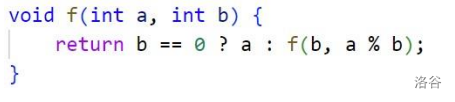 void f(int a, int b) {
    return b == 0 ? a : f(b, a % b);
}
洛谷